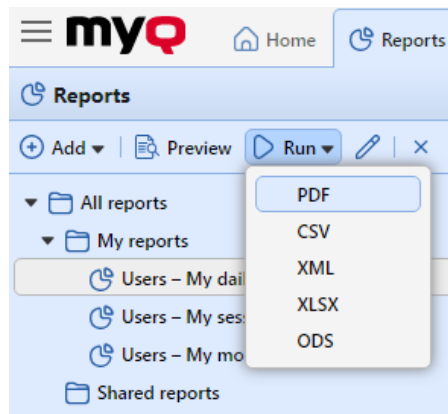 myQ Home Reports
Reports
Add Preview Run
All reports
My reports
Users – My dai
Users – My ses
Users – My mo
Shared reports
PDF
CSV
XML
XLSX
ODS